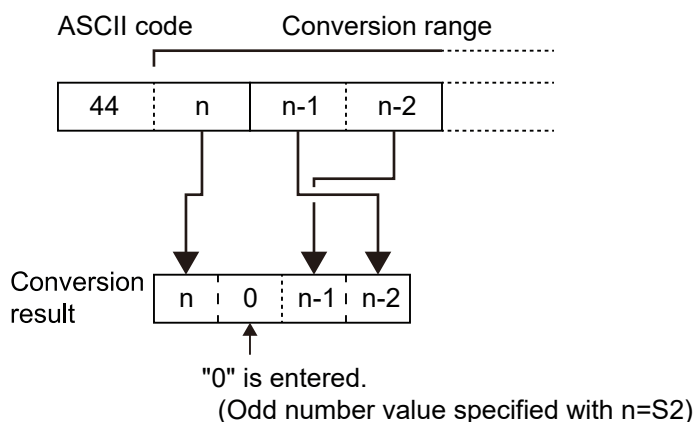 ASCII code Conversion range
44 n n-1 n-2
Conversion
result
n 0 n-1 n-2
"0" is entered.
(Odd number value specified with n=S2)